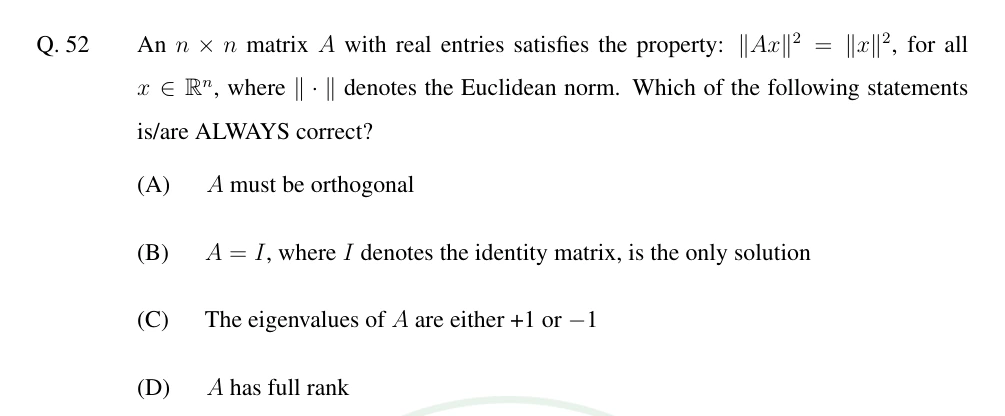 Q. 52 An n × n matrix A with real entries satisfies the property: ‖Ax‖² = ‖x‖², for all
x ∈ ℝⁿ, where ‖ · ‖ denotes the Euclidean norm. Which of the following statements
is/are ALWAYS correct?
(A) A must be orthogonal
(B) A = I, where I denotes the identity matrix, is the only solution
(C) The eigenvalues of A are either +1 or −1
(D) A has full rank